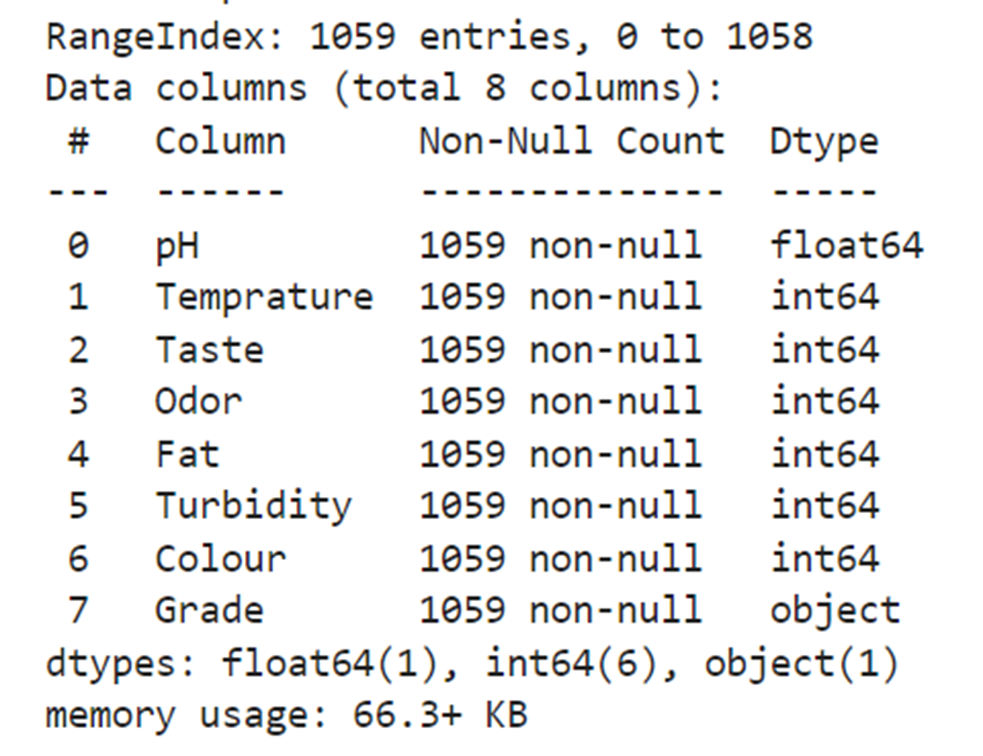 RangeIndex: 1059 entries, 0 to 1058
Data columns (total 8 columns):
 #   Column      Non-Null Count  Dtype
---  ------      --------------  -----
 0   pH          1059 non-null   float64
 1   Temprature  1059 non-null   int64
 2   Taste       1059 non-null   int64
 3   Odor        1059 non-null   int64
 4   Fat         1059 non-null   int64
 5   Turbidity   1059 non-null   int64
 6   Colour      1059 non-null   int64
 7   Grade       1059 non-null   object
dtypes: float64(1), int64(6), object(1)
memory usage: 66.3+ KB